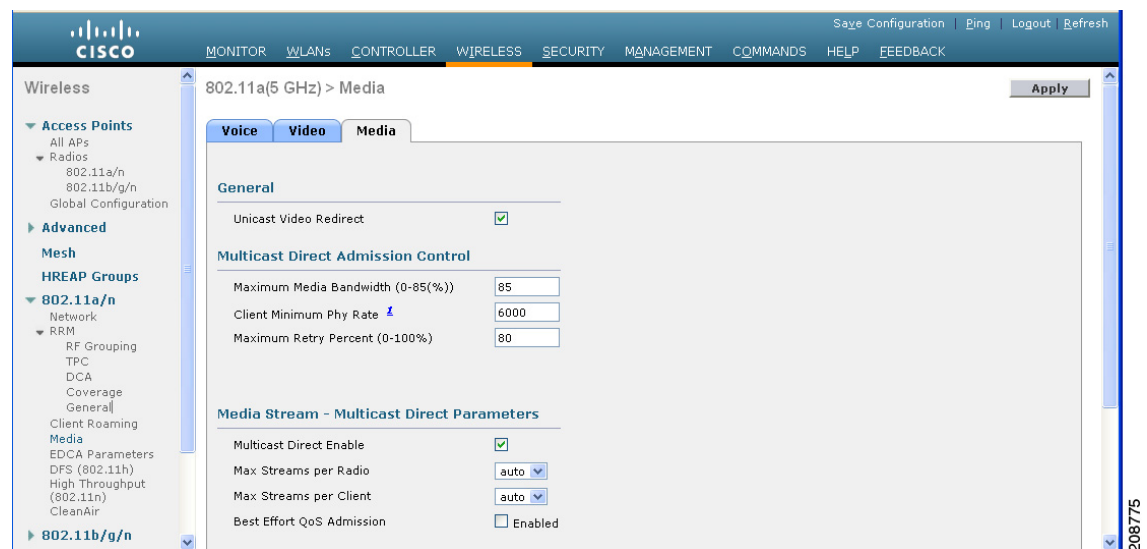 Save Configuration | Ping | Logout | Refresh
CISCO
MONITOR WLANs CONTROLLER WIRELESS SECURITY MANAGEMENT COMMANDS HELP FEEDBACK
Wireless
Access Points
All APs
Radios
802.11a/n
802.11b/g/n
Global Configuration
Advanced
Mesh
HREAP Groups
802.11a/n
Network
RRM
RF Grouping
TPC
DCA
Coverage
General
Client Roaming
Media
EDCA Parameters
DFS (802.11h)
High Throughput
(802.11n)
CleanAir
802.11b/g/n
802.11a(5 GHz) > Media
Apply
Voice Video Media
General
Unicast Video Redirect
Multicast Direct Admission Control
Maximum Media Bandwidth (0-85(%)) 85
Client Minimum Phy Rate 1 6000
Maximum Retry Percent (0-100%) 80
Media Stream - Multicast Direct Parameters
Multicast Direct Enable
Max Streams per Radio auto
Max Streams per Client auto
Best Effort QoS Admission Enabled
208775